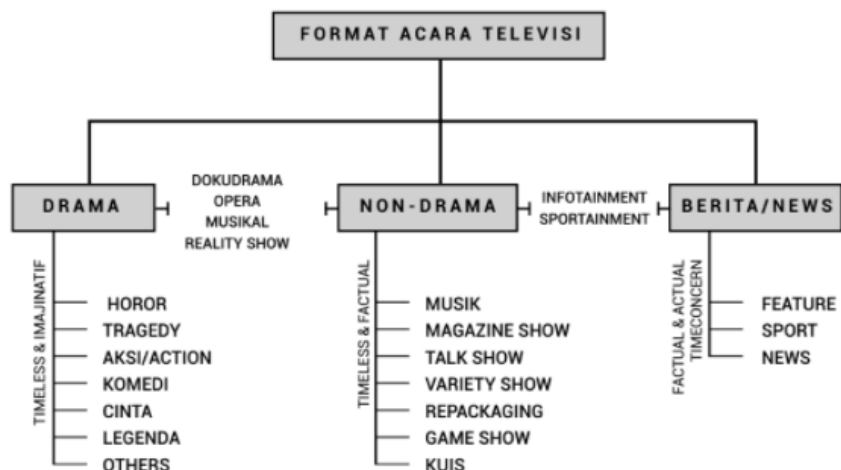 FORMAT ACARA TELEVISI
DRAMA
DOKUDRAMA
OPERA
MUSIKAL
REALITY SHOW
NON-DRAMA
INFOTAINMENT
SPORTAINMENT
BERITA/NEWS
TIMELESS & IMAJINATIF
HOROR
TRAGEDY
AKSI/ACTION
KOMEDI
CINTA
LEGENDA
OTHERS
TIMELESS & FACTUAL
MUSIK
MAGAZINE SHOW
TALK SHOW
VARIETY SHOW
REPACKAGING
GAME SHOW
KUIS
FACTUAL & ACTUAL
TIMECONCERN
FEATURE
SPORT
NEWS